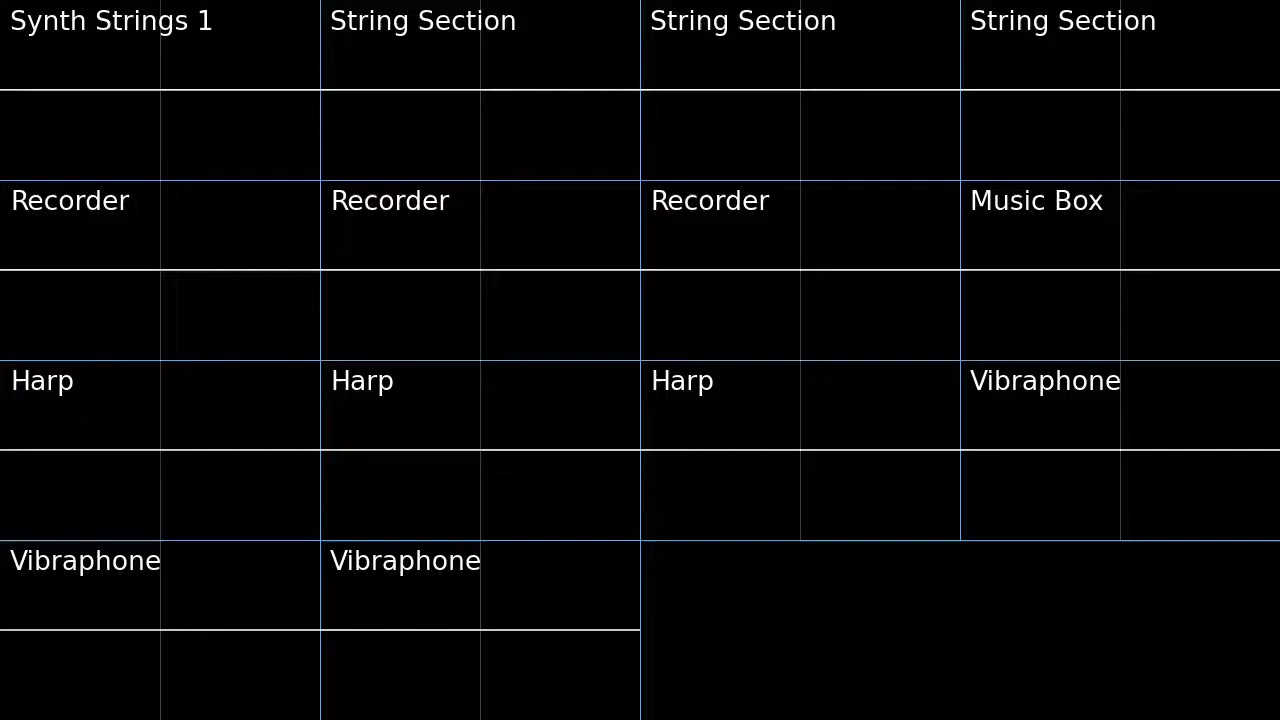 Synth Strings 1
String Section
String Section
String Section
Recorder
Recorder
Recorder
Music Box
Harp
Harp
Harp
Vibraphone
Vibraphone
Vibraphone